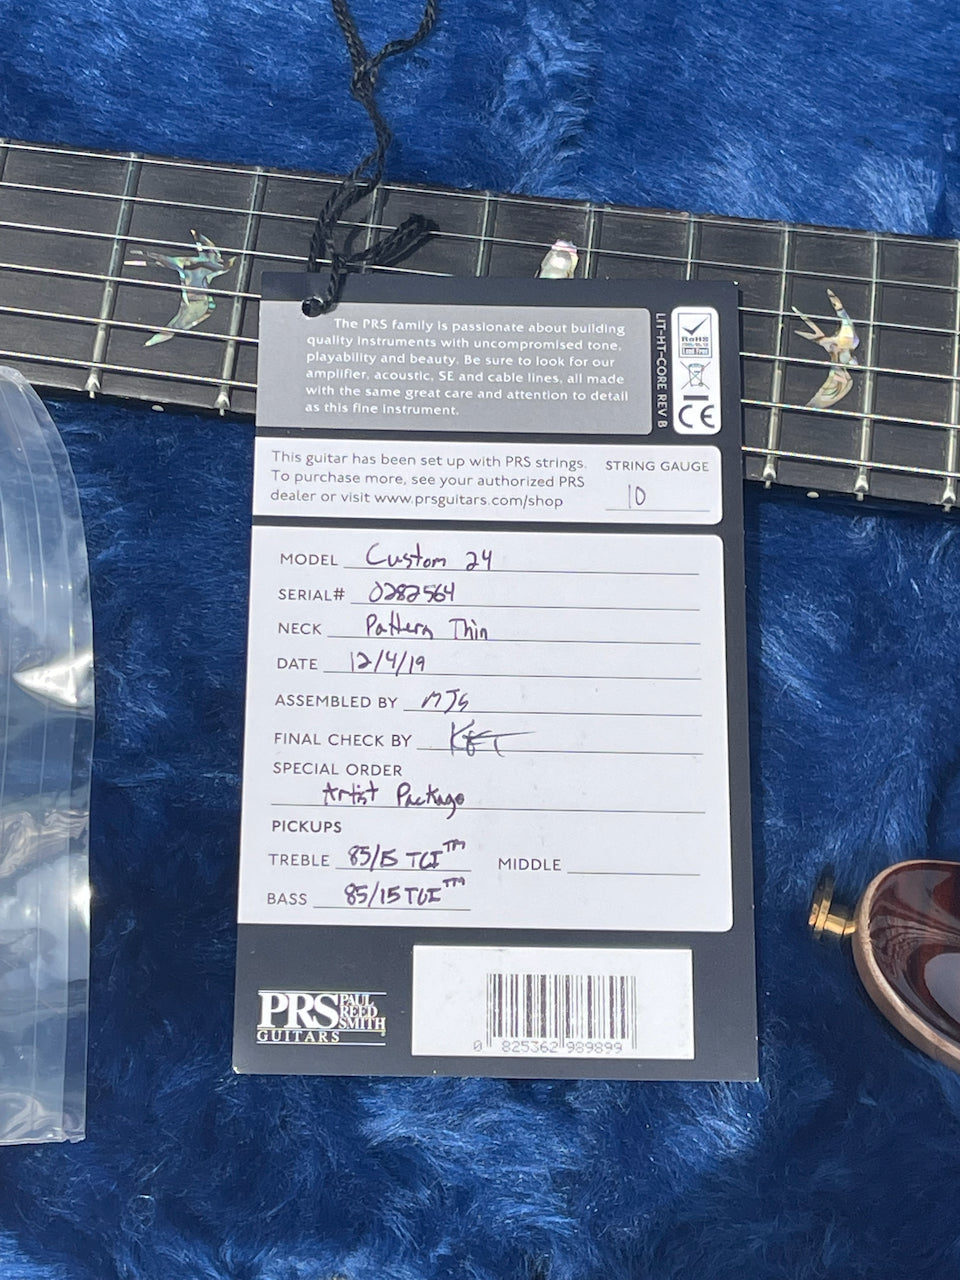 The PRS family is passionate about building
quality instruments with uncompromised tone,
playability and beauty. Be sure to look for our
amplifier, acoustic, SE and cable lines, all made
with the same great care and attention to detail
as this fine instrument.
LIT-HT-CORE REV B
RoHS
Lead Free
CE
This guitar has been set up with PRS strings.
To purchase more, see your authorized PRS
dealer or visit www.prsguitars.com/shop
STRING GAUGE
10
MODEL Custom 24
SERIAL# 0282564
NECK Pattern Thin
DATE 12/4/19
ASSEMBLED BY MJS
FINAL CHECK BY
SPECIAL ORDER
Artist Package
PICKUPS
TREBLE 85/15 TCI™ MIDDLE
BASS 85/15 TCI™
PRS PAUL REED SMITH
GUITARS
0 825362 989899